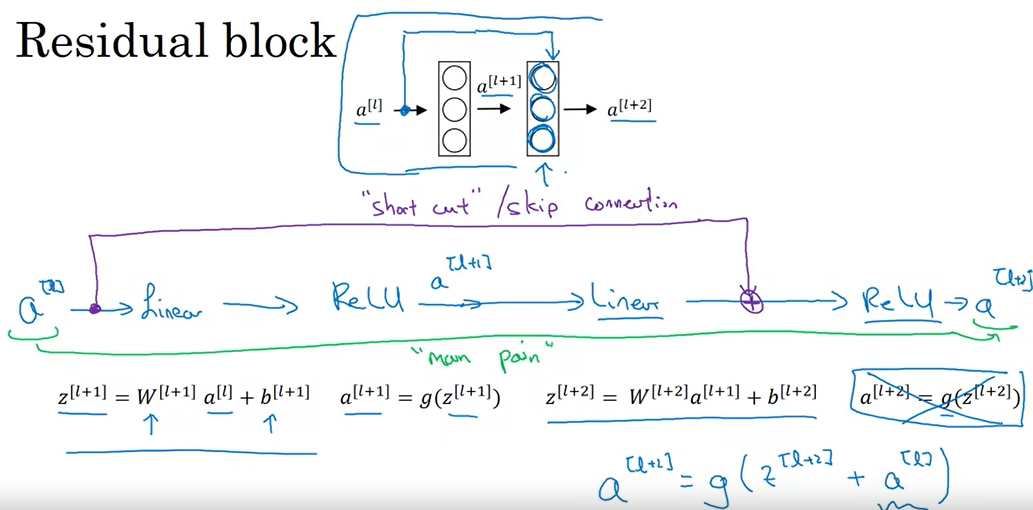 Residual block
a[l] a[l+1] a[l+2]
"short cut" / skip connection
a[l] → Linear → ReLU a[l+1] → Linear → ReLU → a[l+2]
"main path"
z[l+1] = W[l+1] a[l] + b[l+1] a[l+1] = g(z[l+1]) z[l+2] = W[l+2]a[l+1] + b[l+2] a[l+2] = g(z[l+2])
a[l+2] = g(z[l+2] + a[l])